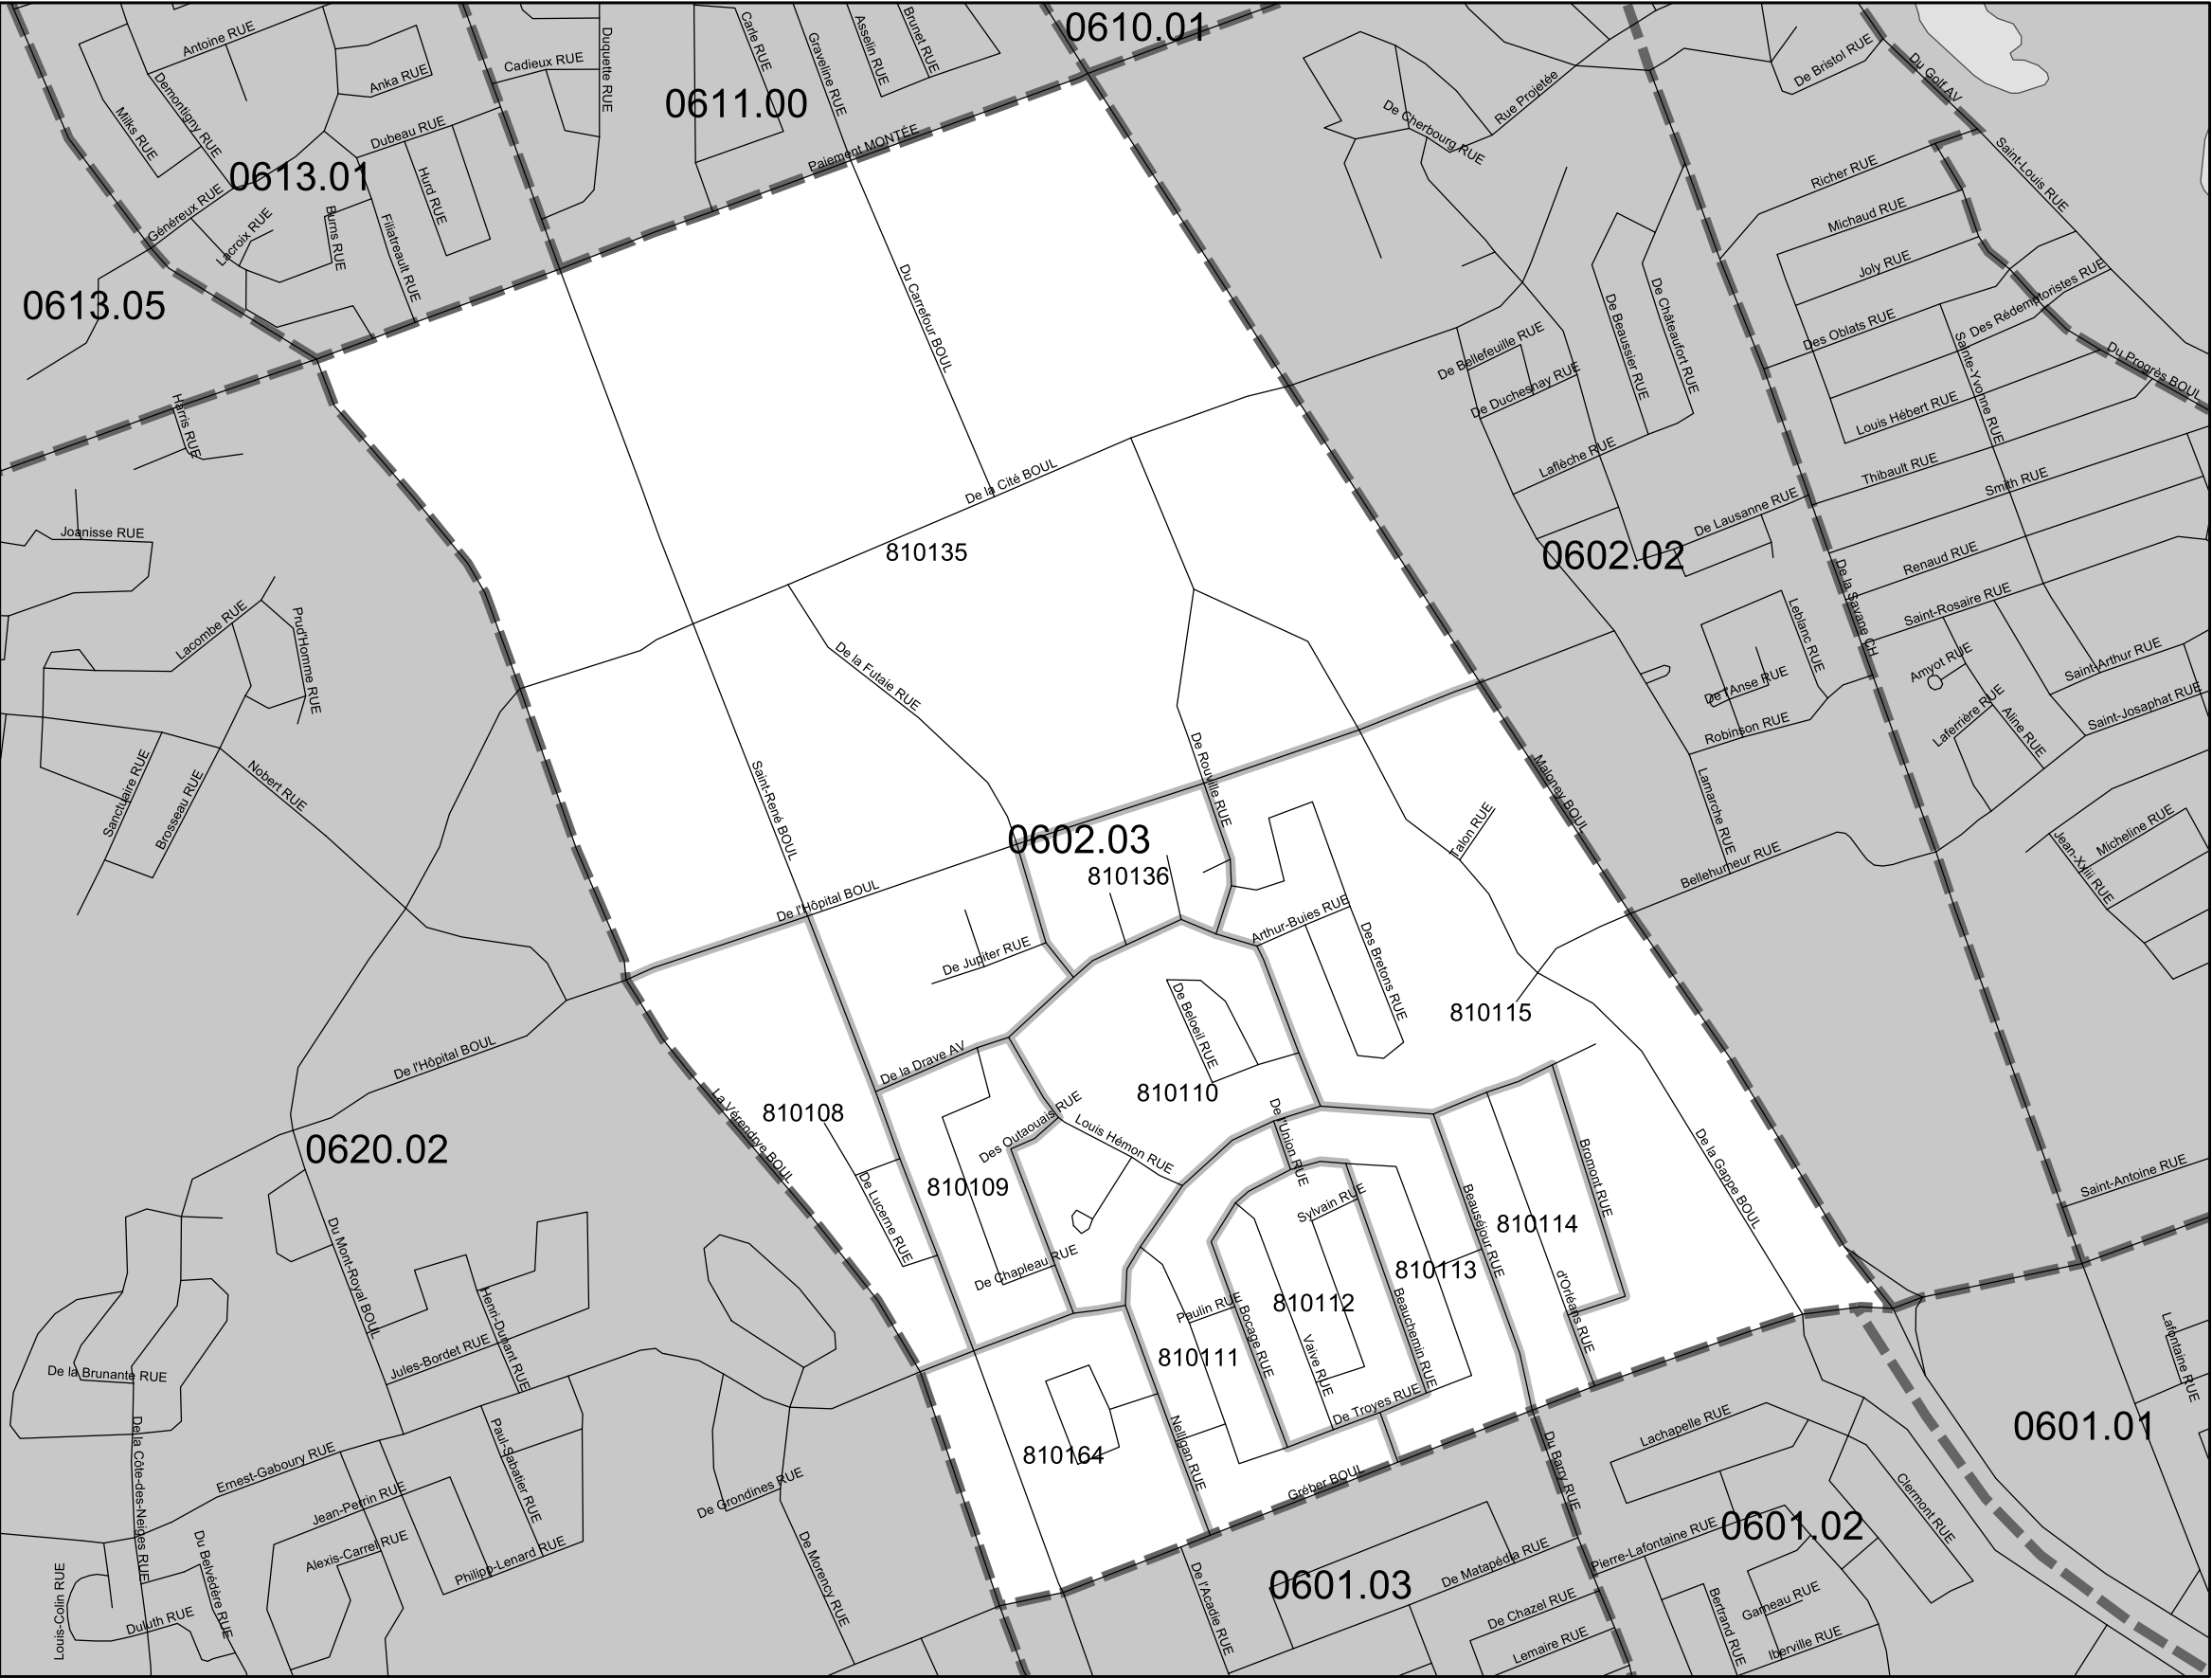 0610.01
Antoine RUE
Anka RUE
Cadieux RUE
Duquette RUE
Carle RUE
Graveline RUE
Asselin RUE
Brunet RUE
De Bristol RUE
Du Golf AV
0611.00
Milks RUE
Demontigny RUE
Dubeau RUE
Paiement MONTÉE
De Cherbourg RUE
Rue Projetée
Saint-Louis RUE
0613.01
Hurd RUE
Richer RUE
Michaud RUE
Généreux RUE
Lacroix RUE
Burns RUE
Filiatreault RUE
Joly RUE
0613.05
Du Carrefour BOUL
De Beaussier RUE
De Châteaufort RUE
Des Oblats RUE
Des Rédemptoristes RUE
Sainte-Yvonne RUE
S
Du Progrès BOUL
De Bellefeuille RUE
De Duchesnay RUE
Harris RUE
Louis Hébert RUE
Laflèche RUE
Thibault RUE
De la Cité BOUL
Smith RUE
De Lausanne RUE
Joanisse RUE
810135
0602.02
Renaud RUE
De la Savane CH
Lacombe RUE
Prud'Homme RUE
Leblanc RUE
Saint-Rosaire RUE
De la Futaie RUE
Amyot RUE
Saint-Arthur RUE
De l'Anse RUE
Robinson RUE
Laferrière RUE
Aline RUE
Saint-Josaphat RUE
Sanctuaire RUE
Brosseau RUE
Nobert RUE
Saint-René BOUL
De Rouville RUE
Maloney BOUL
Lamarche RUE
Talon RUE
0602.03
Bellehumeur RUE
Jean-Xxiii RUE
Micheline RUE
810136
De l'Hôpital BOUL
Arthur-Buies RUE
De Jupiter RUE
Des Bretons RUE
De Beloeil RUE
810115
De l'Hôpital BOUL
De la Drave AV
810110
La Vérendrye BOUL
810108
Des Outaouais RUE
Louis Hémon RUE
De l'Union RUE
0620.02
De la Gappe BOUL
Bromont RUE
Saint-Antoine RUE
810109
De Lucerne RUE
Sylvain RUE
Beauséjour RUE
810114
Du Mont-Royal BOUL
De Chapleau RUE
810113
d'Orléans RUE
Henri-Dunant RUE
Paulin RUE
Bocage RUE
810112
Beauchemin RUE
Lafontaine RUE
Jules-Bordet RUE
810111
Vaive RUE
De la Brunante RUE
De Troyes RUE
De la Côte-des-Neiges RUE
Nelligan RUE
0601.01
Lachapelle RUE
Du Barry RUE
810164
Paul-Sabatier RUE
Ernest-Gaboury RUE
Gréber BOUL
De Grondines RUE
Clermont RUE
Jean-Perrin RUE
0601.02
Pierre-Lafontaine RUE
Alexis-Carrel RUE
Philipp-Lenard RUE
De Morency RUE
Du Belvédère RUE
Louis-Colin RUE
De l'Acadie RUE
0601.03
De Matapédia RUE
De Chazel RUE
Bertrand RUE
Garneau RUE
Duluth RUE
Lemaire RUE
Iberville RUE